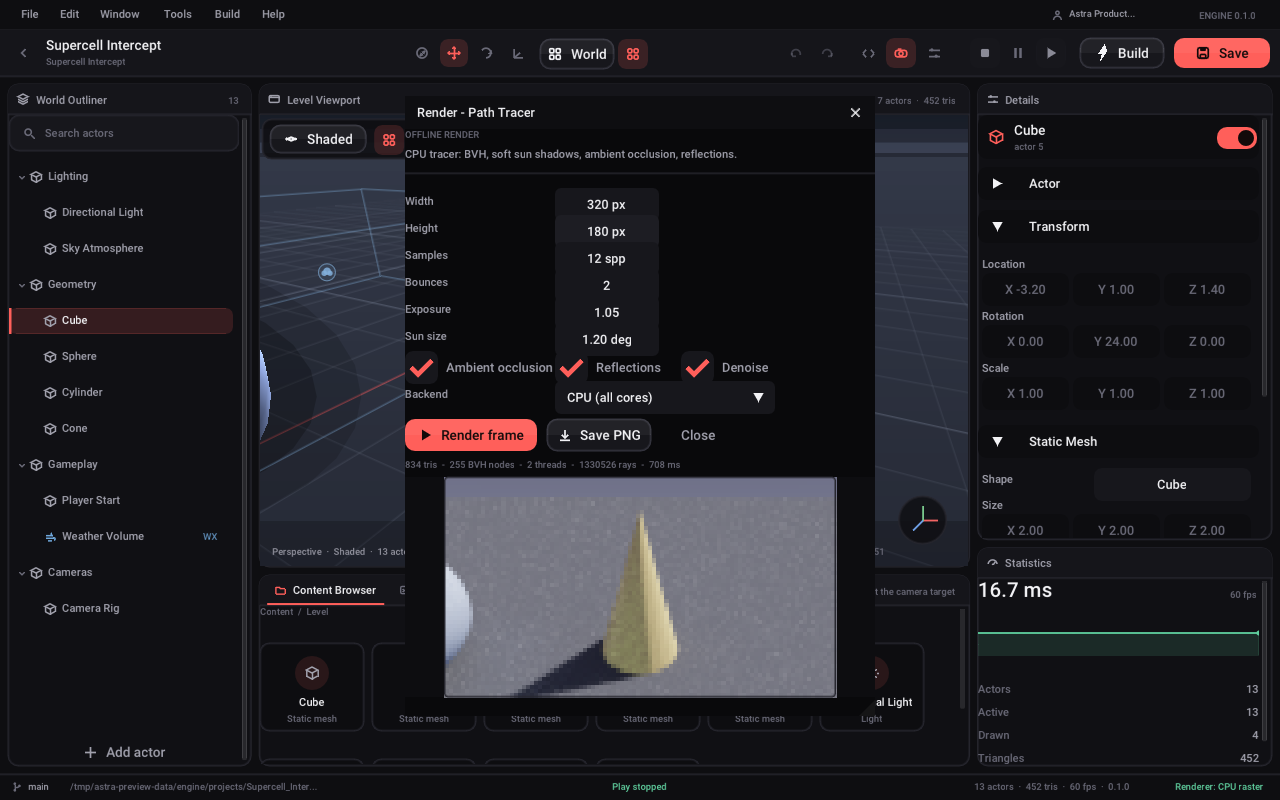 File Edit Window Tools Build Help
Astra Product...
ENGINE 0.1.0
Supercell Intercept
Supercell Intercept
World
Build
Save
World Outliner 13
Search actors
Lighting
Directional Light
Sky Atmosphere
Geometry
Cube
Sphere
Cylinder
Cone
Gameplay
Player Start
Weather Volume WX
Cameras
Camera Rig
Add actor
Level Viewport
7 actors · 452 tris
Shaded
Perspective · Shaded · 13 acto
51
Render - Path Tracer
OFFLINE RENDER
CPU tracer: BVH, soft sun shadows, ambient occlusion, reflections.
Width 320 px
Height 180 px
Samples 12 spp
Bounces 2
Exposure 1.05
Sun size 1.20 deg
Ambient occlusion Reflections Denoise
Backend CPU (all cores)
Render frame Save PNG Close
834 tris · 255 BVH nodes · 2 threads · 1330526 rays · 708 ms
Content Browser
t the camera target
Content / Level
Cube
Static mesh
Static mesh
Static mesh
Static mesh
Static mesh
al Light
Light
Details
Cube
actor 5
Actor
Transform
Location
X -3.20 Y 1.00 Z 1.40
Rotation
X 0.00 Y 24.00 Z 0.00
Scale
X 1.00 Y 1.00 Z 1.00
Static Mesh
Shape Cube
Size
X 2.00 Y 2.00 Z 2.00
Statistics
16.7 ms 60 fps
Actors 13
Active 13
Drawn 4
Triangles 452
main /tmp/astra-preview-data/engine/projects/Supercell_Inter...
Play stopped
13 actors · 452 tris · 60 fps · 0.1.0
Renderer: CPU raster